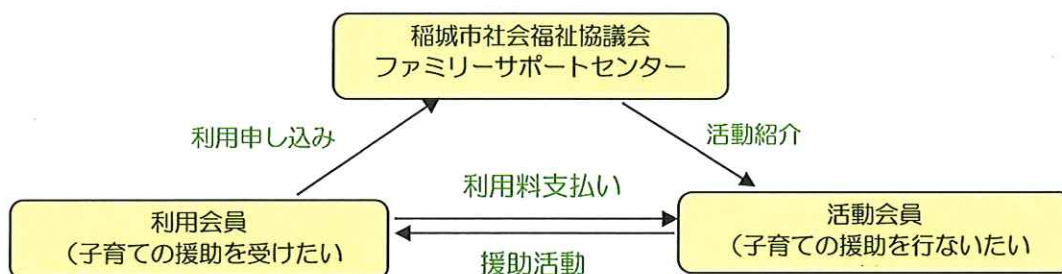 稲城市社会福祉協議会
ファミリーサポートセンター
利用申し込み
活動紹介
利用料支払い
利用会員
(子育ての援助を受けたい
活動会員
(子育ての援助を行ないたい
援助活動